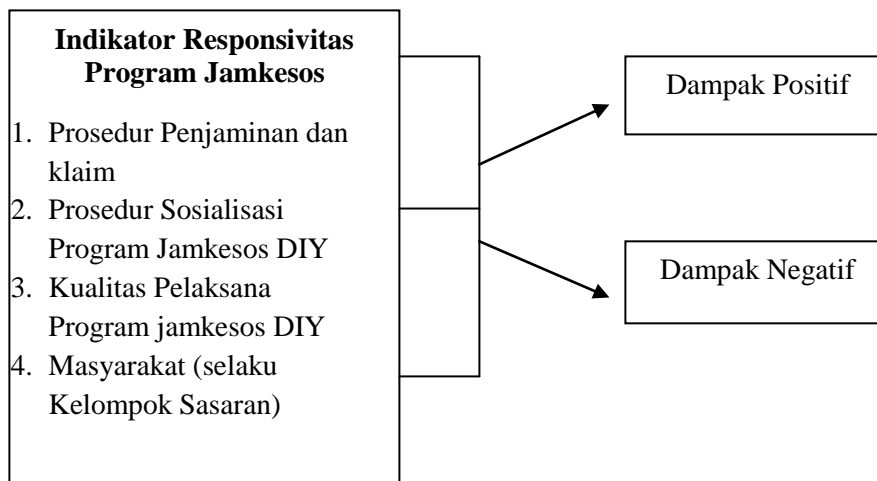 Indikator Responsivitas
Program Jamkesos
1. Prosedur Penjaminan dan
klaim
2. Prosedur Sosialisasi
Program Jamkesos DIY
3. Kualitas Pelaksana
Program jamkesos DIY
4. Masyarakat (selaku
Kelompok Sasaran)
Dampak Positif
Dampak Negatif